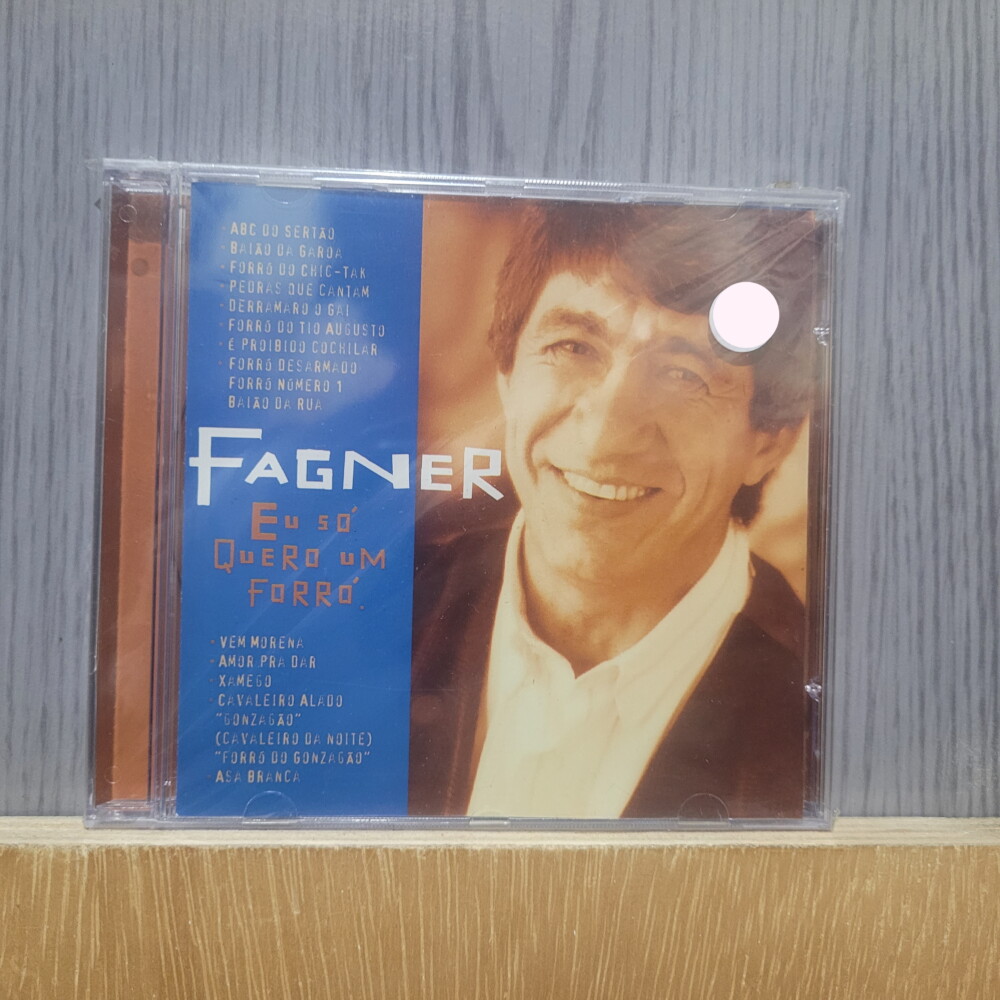 • ABC DO SERTÃO
• BAIÃO DA GAROA
• FORRÓ DO CHIC-TAK
• PEDRAS QUE CANTAM
• DERRAMARO O GAI
• FORRÓ DO TIO AUGUSTO
• É PROIBIDO COCHILAR
• FORRÓ DESARMADO
FORRÓ NÚMERO 1
BAIÃO DA RUA
FAGNER
EU SÓ
QUERO UM
FORRÓ.
• VEM MORENA
• AMOR PRA DAR
• XAMEGO
• CAVALEIRO ALADO
"GONZAGÃO"
(CAVALEIRO DA NOITE)
"FORRÓ DO GONZAGÃO"
• ASA BRANCA